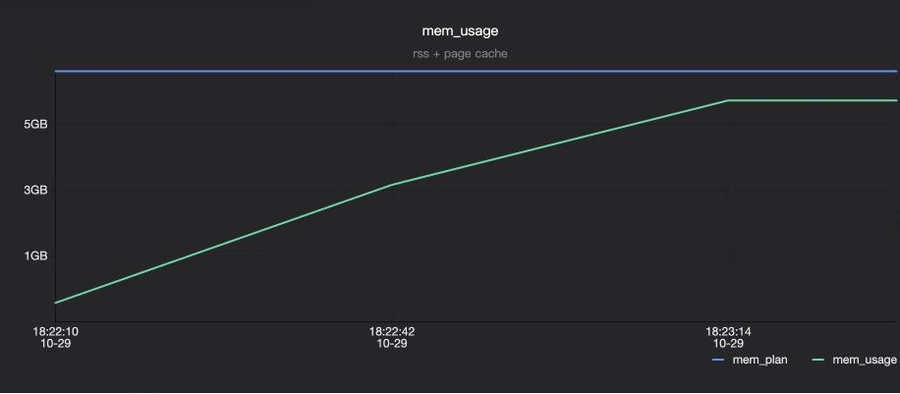 mem_usage
rss + page cache
5GB
3GB
1GB
18:22:10
10-29
18:22:42
10-29
18:23:14
10-29
mem_plan
mem_usage